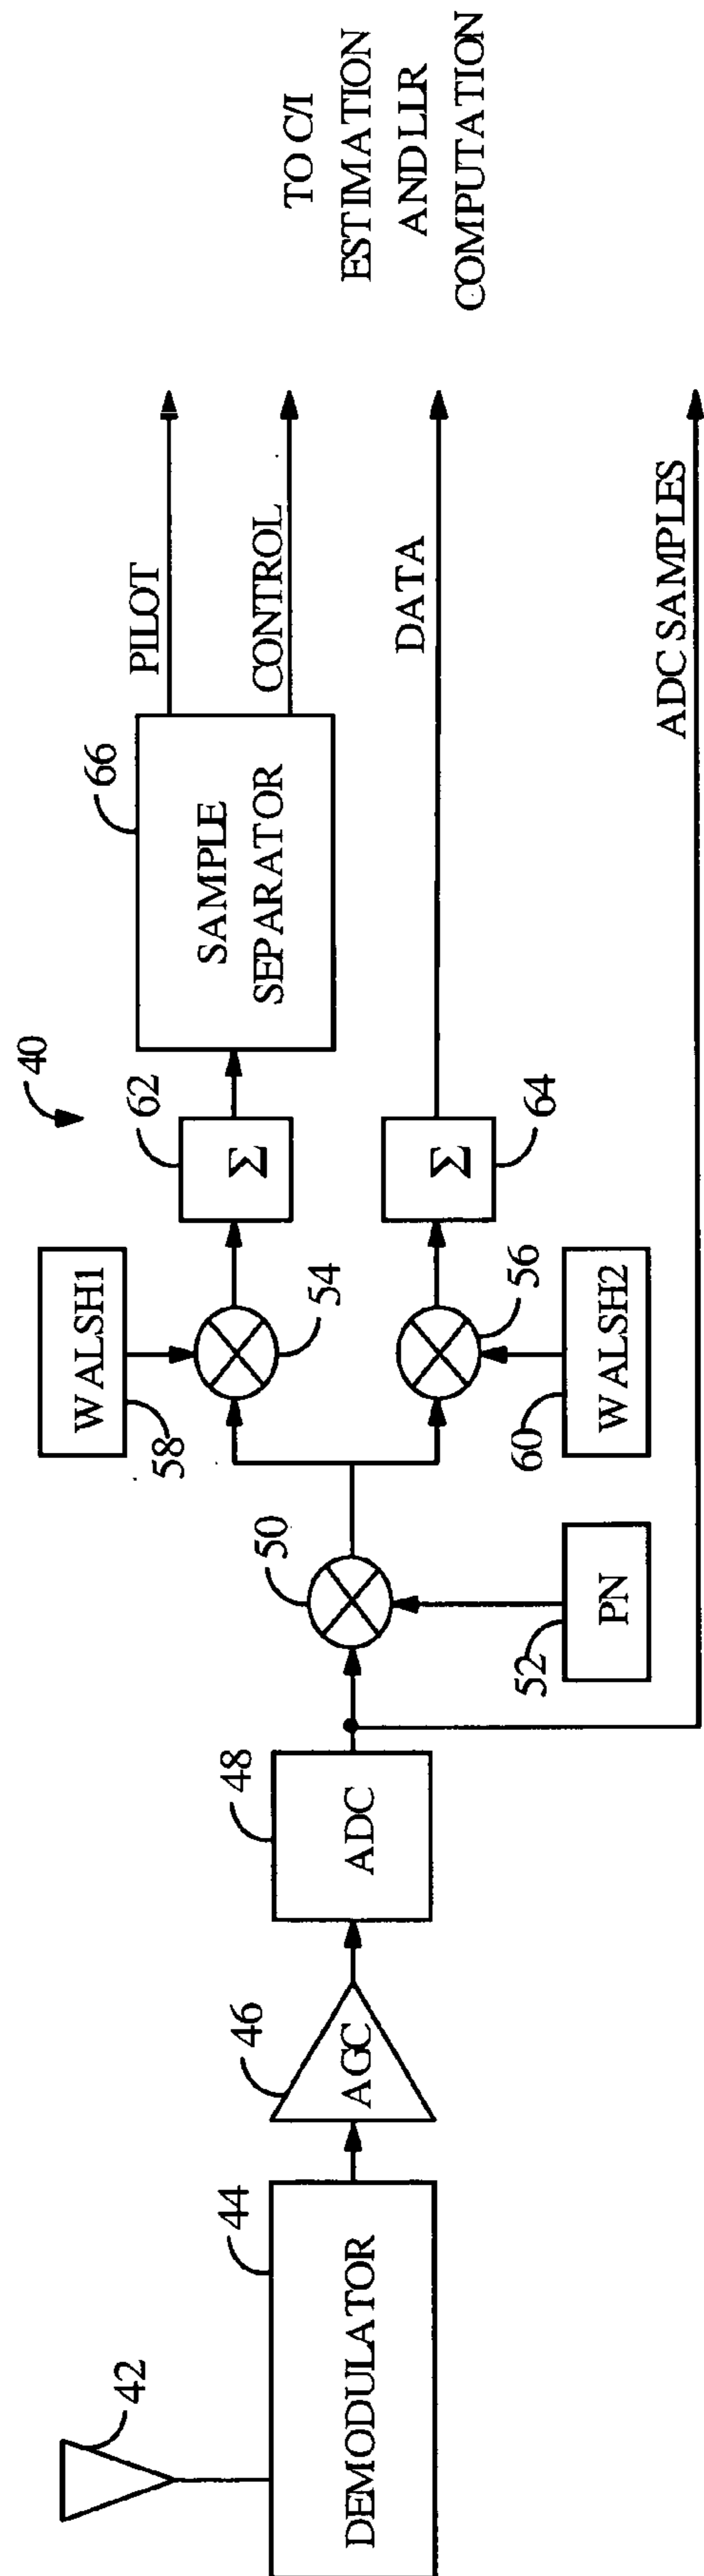 40
42
44
DEMODULATOR
46
AGC
48
ADC
50
52
PN
WALSH1
58
54
56
60
WALSH2
62
Σ
64
Σ
66
SAMPLE
SEPARATOR
PILOT
CONTROL
DATA
ADC SAMPLES
TO C/I
ESTIMATION
AND LLR
COMPUTATION